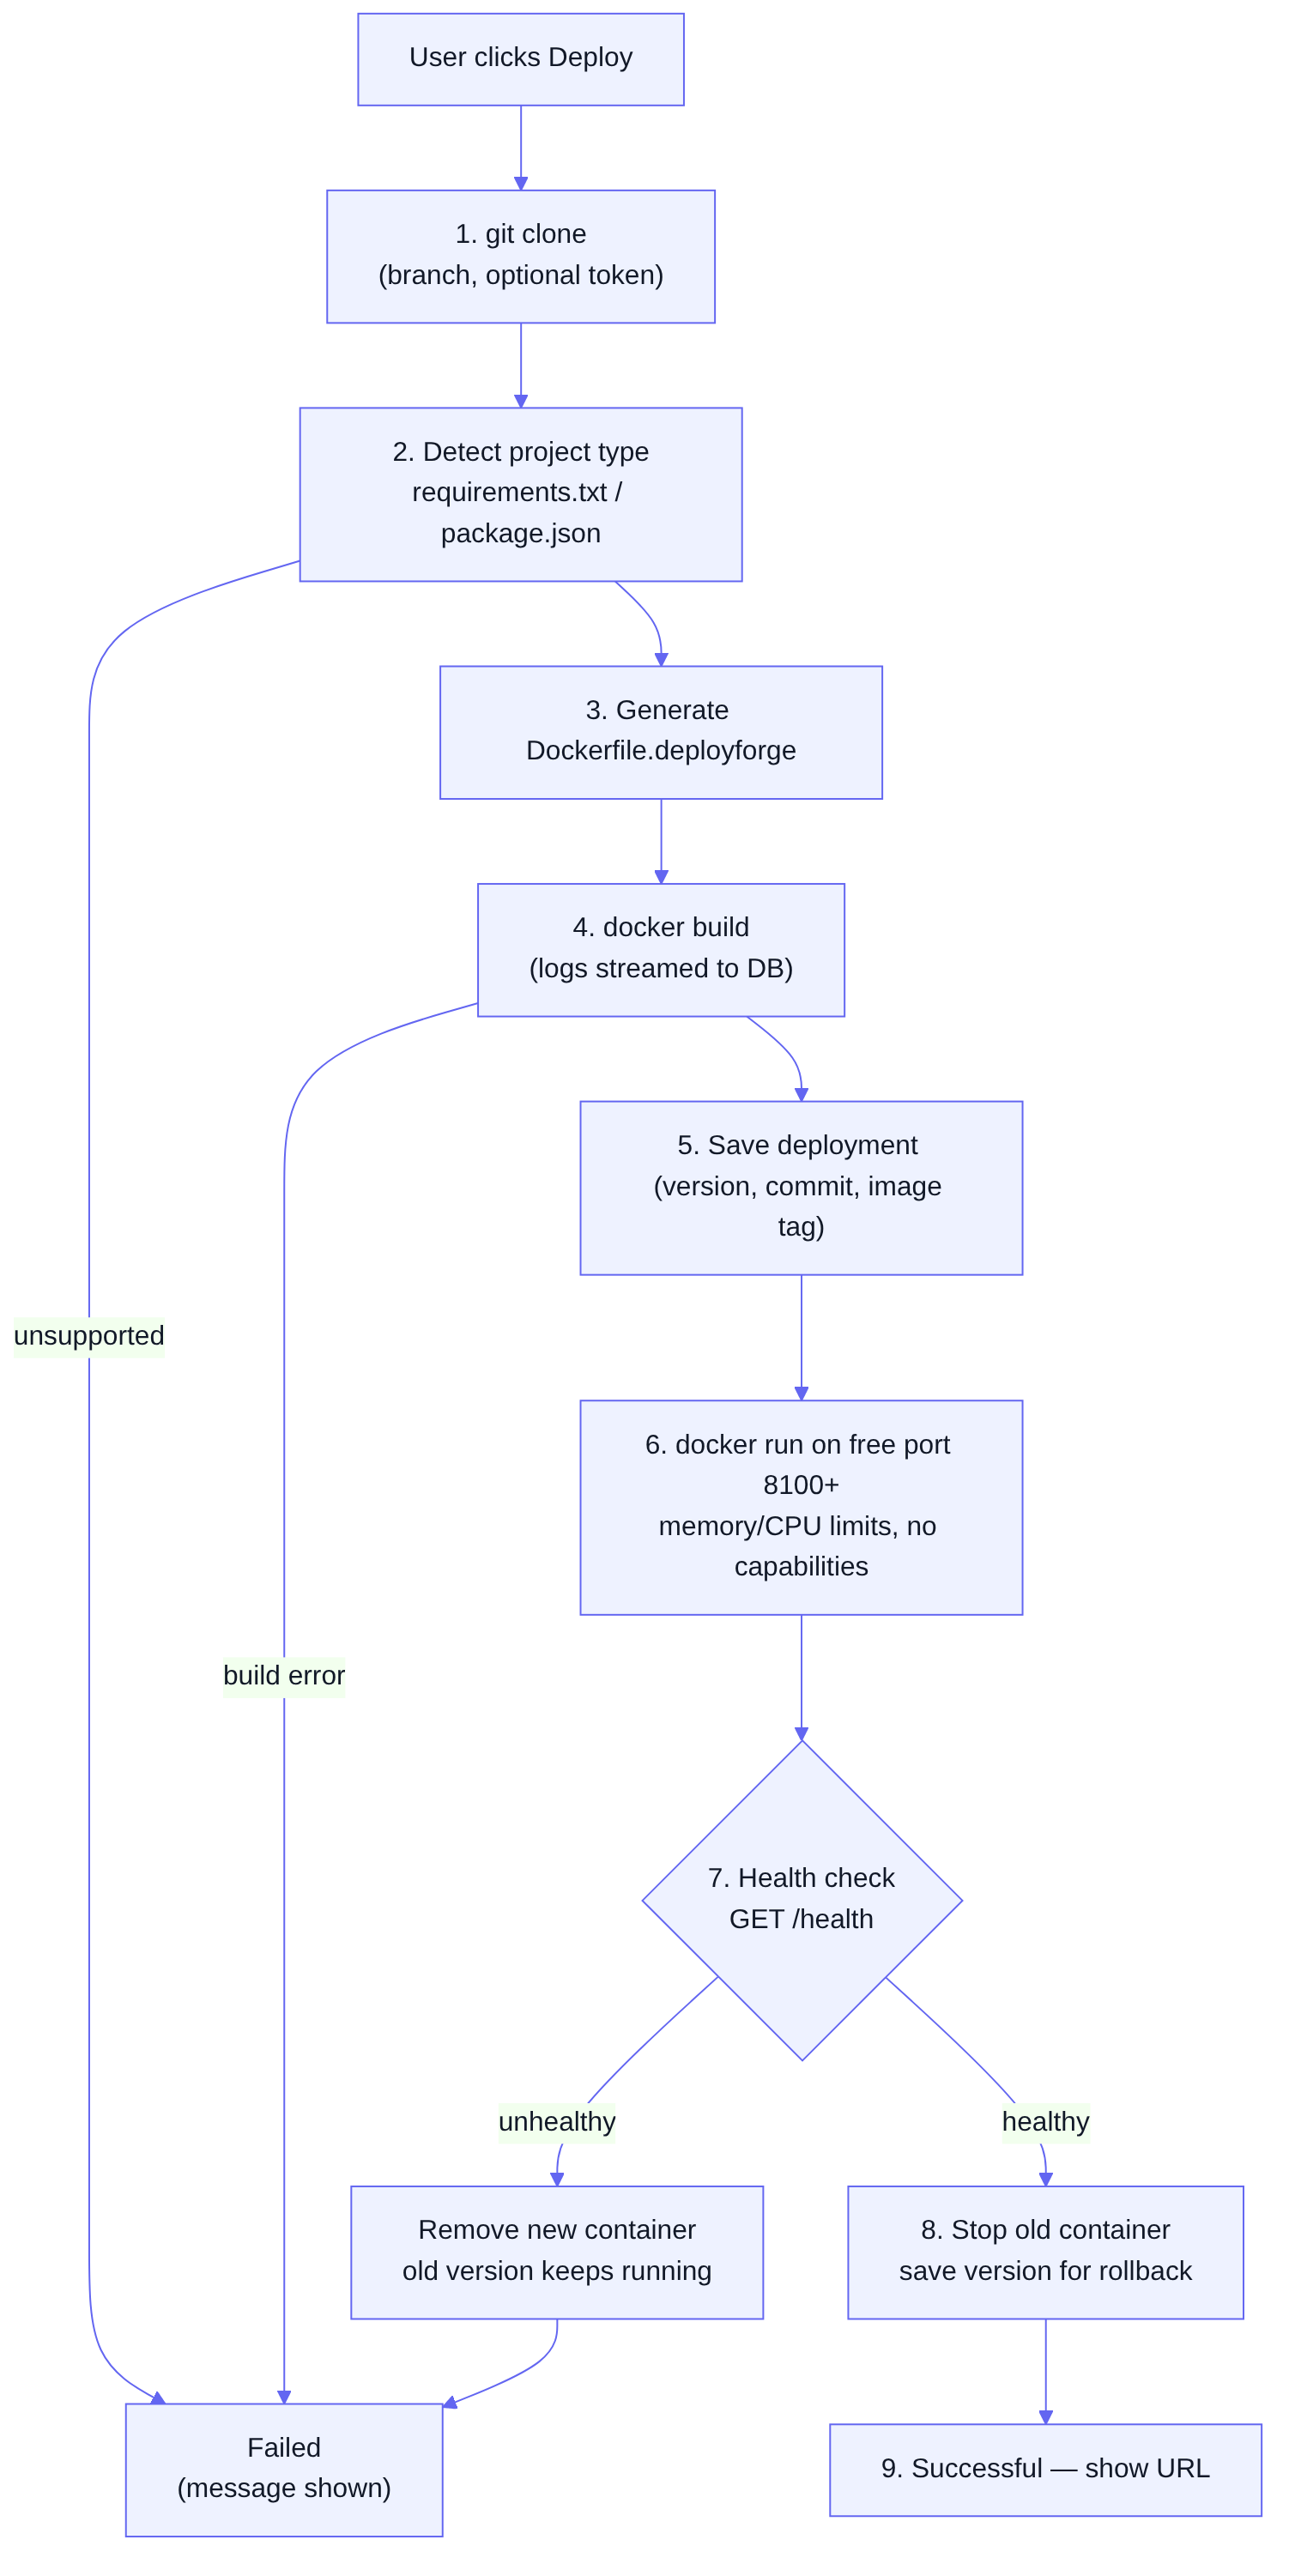 User clicks Deploy
1. git clone
(branch, optional token)
2. Detect project type
requirements.txt /
package.json
3. Generate
Dockerfile.deployforge
4. docker build
(logs streamed to DB)
5. Save deployment
(version, commit, image
tag)
unsupported
6. docker run on free port
8100+
memory/CPU limits, no
capabilities
build error
7. Health check
GET /health
unhealthy
healthy
Remove new container
old version keeps running
8. Stop old container
save version for rollback
Failed
(message shown)
9. Successful — show URL